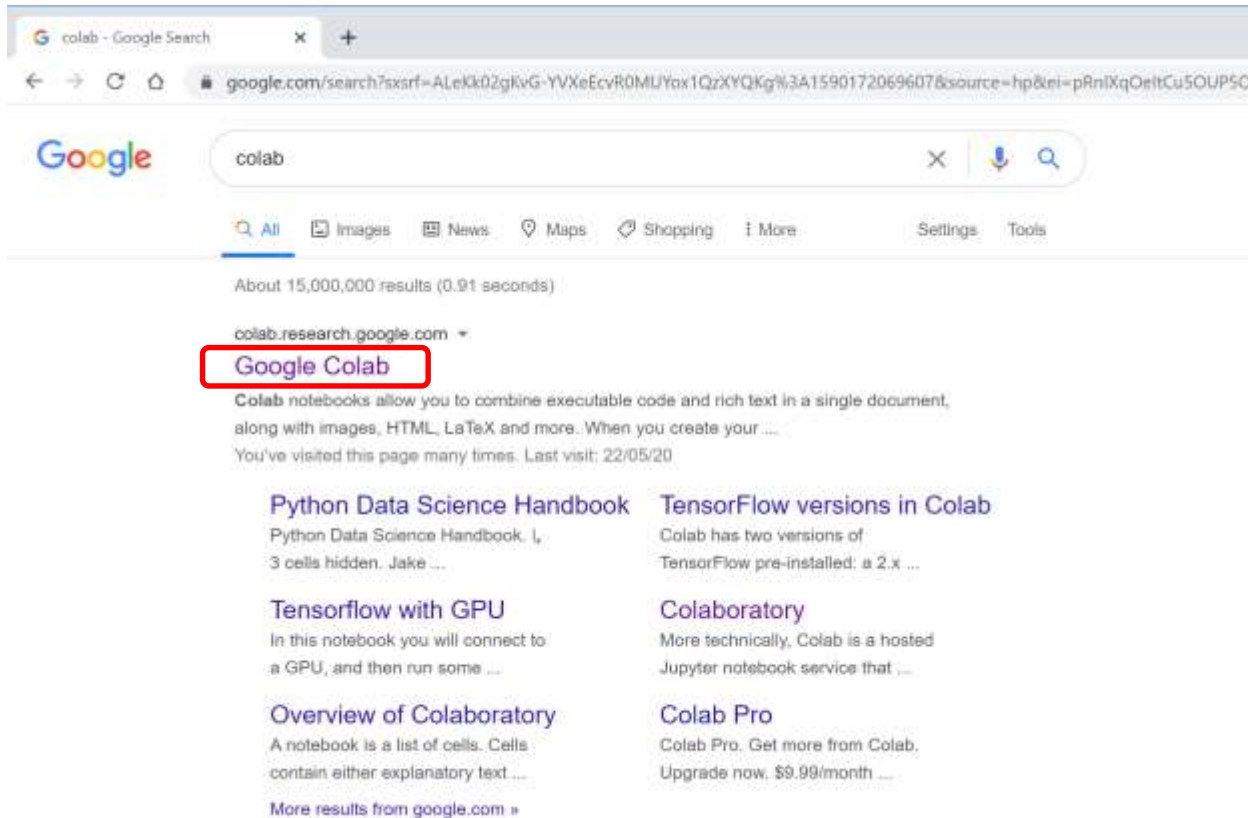 colab - Google Search
google.com/search?sxsrf=ALeKk02gKvG-YVXeEcvR0MUYox1QzXYQKg%3A1590172069607&source=hp&ei=pRnIXqOeItCu5OUP5O
Google
colab
All Images News Maps Shopping More Settings Tools
About 15,000,000 results (0.91 seconds)
colab.research.google.com
Google Colab
Colab notebooks allow you to combine executable code and rich text in a single document,
along with images, HTML, LaTeX and more. When you create your ...
You've visited this page many times. Last visit: 22/05/20
Python Data Science Handbook TensorFlow versions in Colab
Python Data Science Handbook. Colab has two versions of
3 cells hidden. Jake ... TensorFlow pre-installed: a 2.x ...
Tensorflow with GPU Colaboratory
In this notebook you will connect to More technically, Colab is a hosted
a GPU, and then run some ... Jupyter notebook service that ...
Overview of Colaboratory Colab Pro
A notebook is a list of cells. Cells Colab Pro. Get more from Colab.
contain either explanatory text ... Upgrade now. $9.99/month ...
More results from google.com »